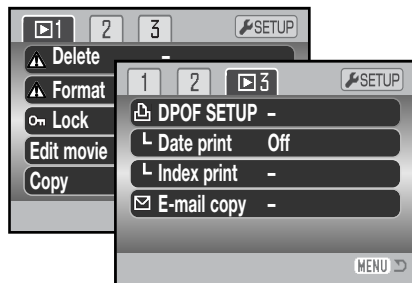 1 2 3 SETUP
Delete –
Format
Lock
Edit movie
Copy
1 2 3 SETUP
DPOF SETUP –
Date print Off
Index print –
E-mail copy –
MENU